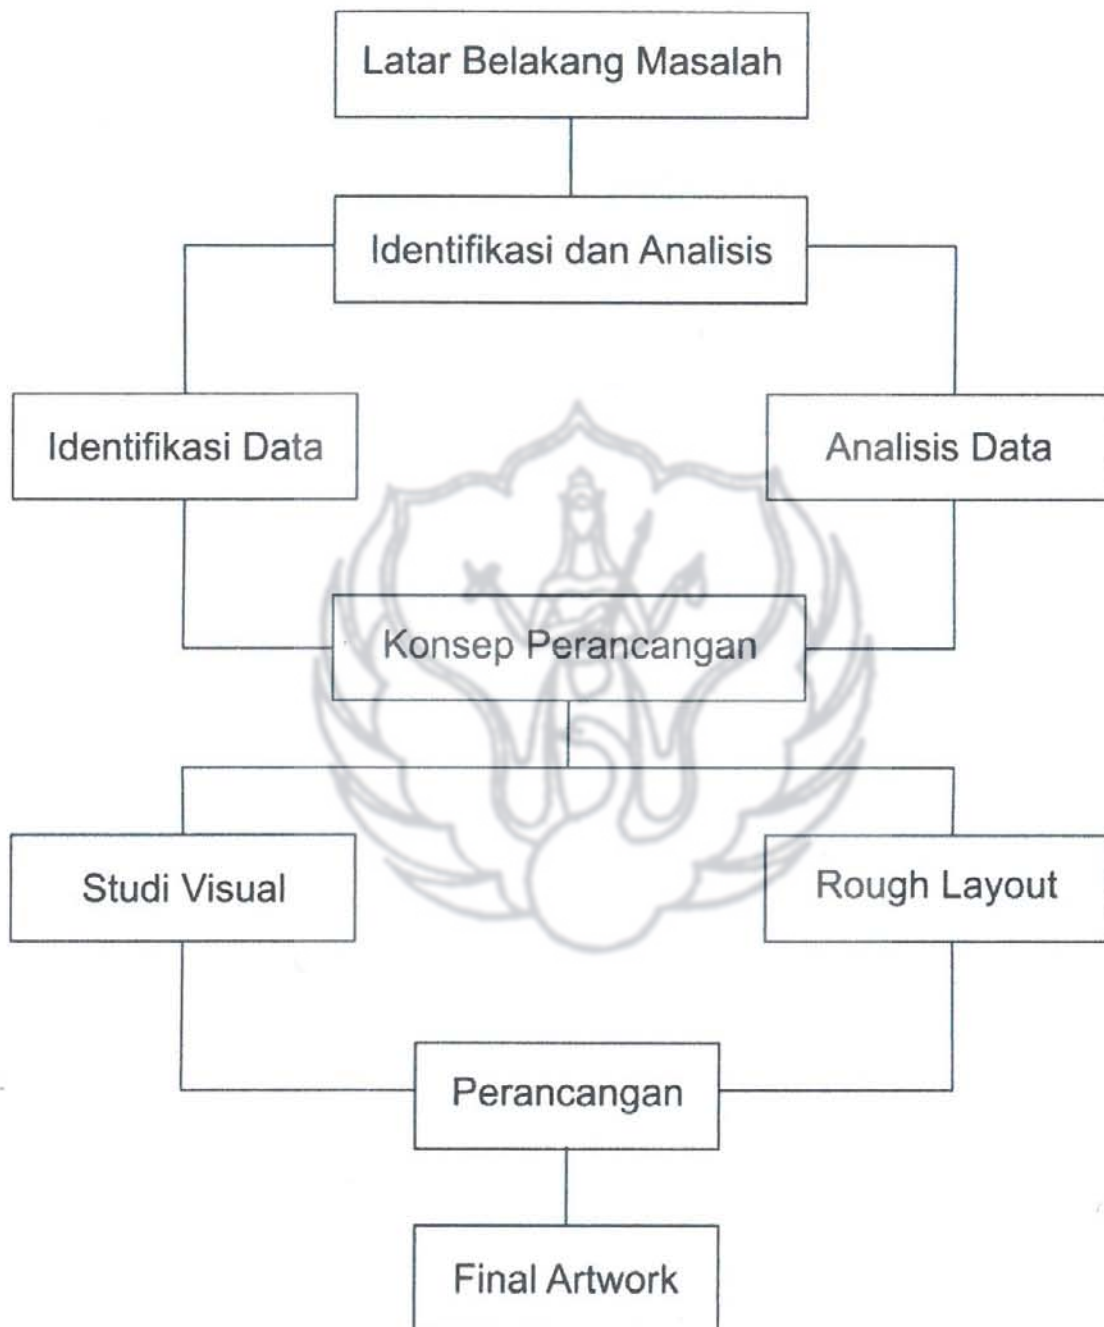 Latar Belakang Masalah
Identifikasi dan Analisis
Identifikasi Data
Analisis Data
Konsep Perancangan
Studi Visual
Rough Layout
Perancangan
Final Artwork